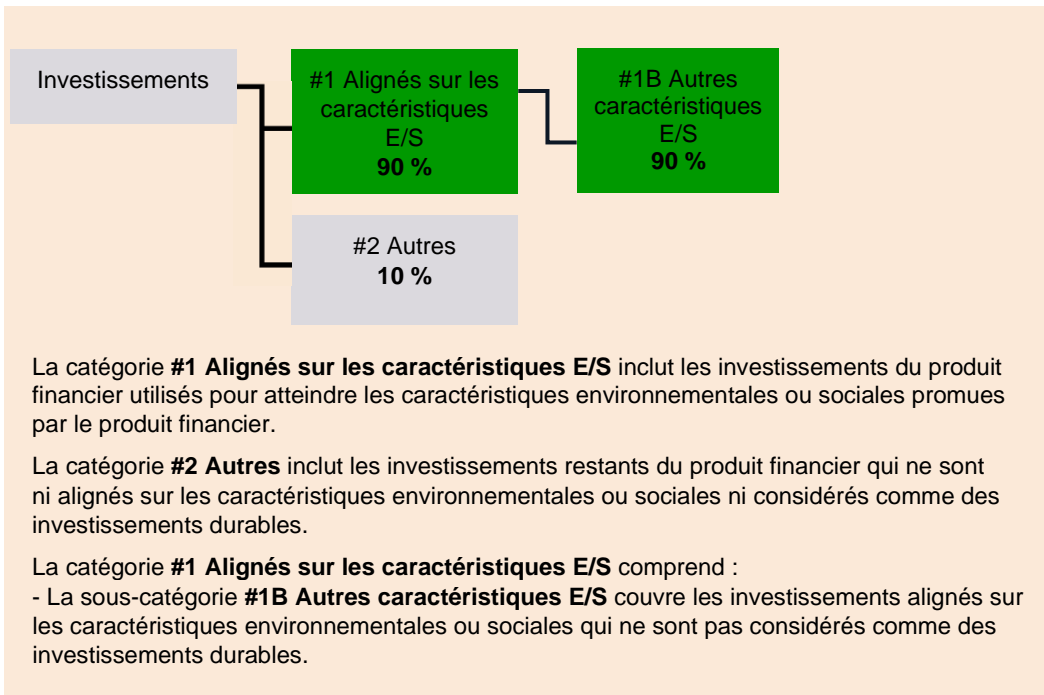 Investissements
#1 Alignés sur les
caractéristiques
E/S
90 %
#1B Autres
caractéristiques
E/S
90 %
#2 Autres
10 %
La catégorie #1 Alignés sur les caractéristiques E/S inclut les investissements du produit
financier utilisés pour atteindre les caractéristiques environnementales ou sociales promues
par le produit financier.
La catégorie #2 Autres inclut les investissements restants du produit financier qui ne sont
ni alignés sur les caractéristiques environnementales ou sociales ni considérés comme des
investissements durables.
La catégorie #1 Alignés sur les caractéristiques E/S comprend :
- La sous-catégorie #1B Autres caractéristiques E/S couvre les investissements alignés sur
les caractéristiques environnementales ou sociales qui ne sont pas considérés comme des
investissements durables.